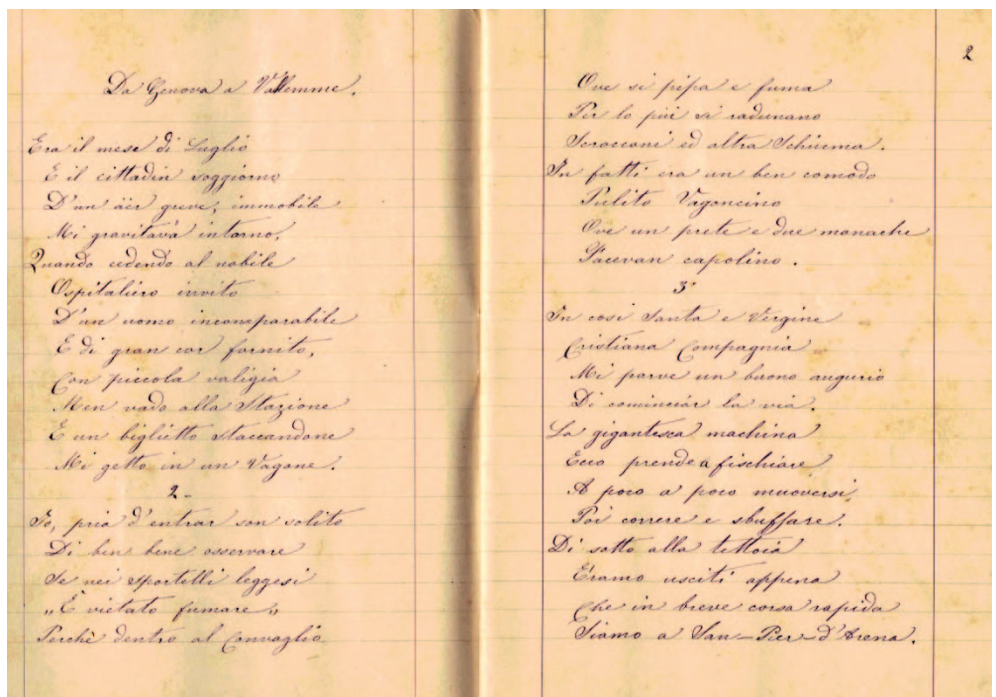 Da Genova a Vallemme.
Era il mese di Luglio
E il cittadin soggiorno
D'un äer greve, immobile
Mi gravitava intorno,
Quando cedendo al nobile
Ospitaliero invito
D'un uomo incomparabile
E di gran cor fornito,
Con piccola valigia
Men vado alla Stazione
E un biglietto staccandone
Mi getto in un Vagone.
2_
Io, pria d'entrar son solito
Di ben bene osservare
Se nei sportelli leggesi
„È vietato fumare„
Perchè dentro al Convaglio
2
Ove si pipa e fuma
Per lo più si radunano
Scrocconi ed altra Schiuma.
In fatti era un ben comodo
Pulito Vagoncino
Ove un prete e due monache
Facevan capolino.
3°
In così Santa e Vergine
Cristiana Compagnia
Mi parve un buono augurio
Di cominciár la via.
La gigantesca machina
Ecco prende a fischiare
A poco a poco muoversi,
Poi correre e sbuffare.
Di sotto alla tettoia
Eramo usciti appena
Che in breve corsa rapida
Siamo a San-Pier-d'Arena.